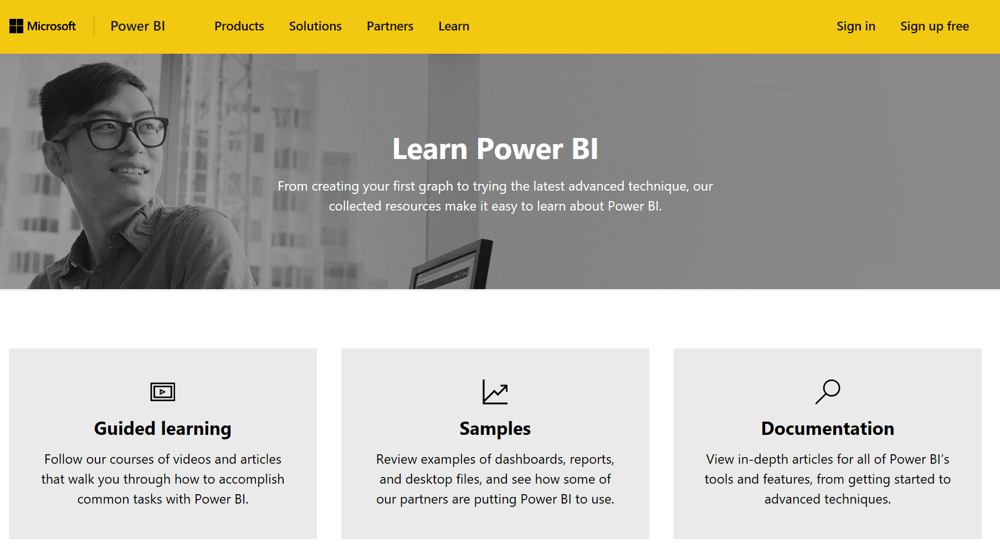 Microsoft Power BI Products Solutions Partners Learn Sign in Sign up free
Learn Power BI
From creating your first graph to trying the latest advanced technique, our
collected resources make it easy to learn about Power BI.
Guided learning
Follow our courses of videos and articles
that walk you through how to accomplish
common tasks with Power BI.
Samples
Review examples of dashboards, reports,
and desktop files, and see how some of
our partners are putting Power BI to use.
Documentation
View in-depth articles for all of Power BI’s
tools and features, from getting started to
advanced techniques.